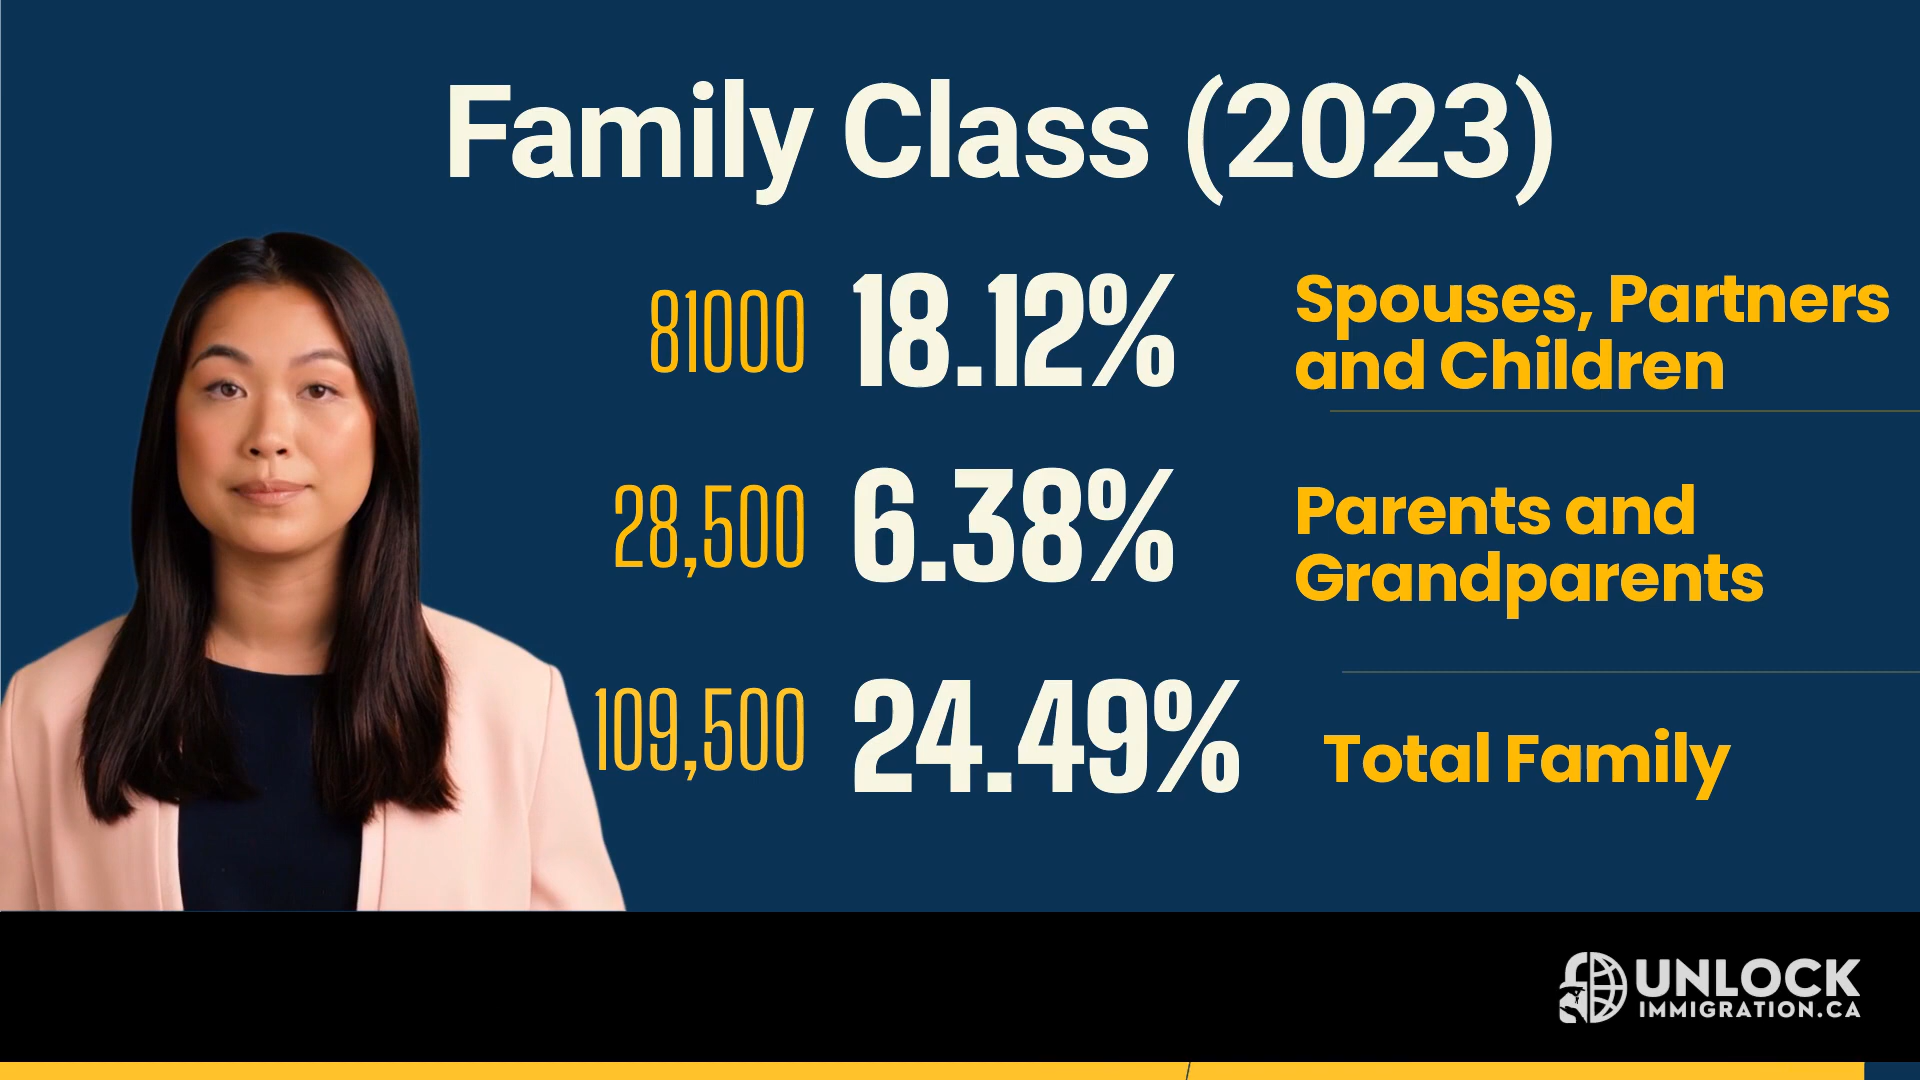 Family Class (2023)
81000 18.12% Spouses, Partners
and Children
28,500 6.38% Parents and
Grandparents
109,500 24.49% Total Family
UNLOCK
IMMIGRATION.CA